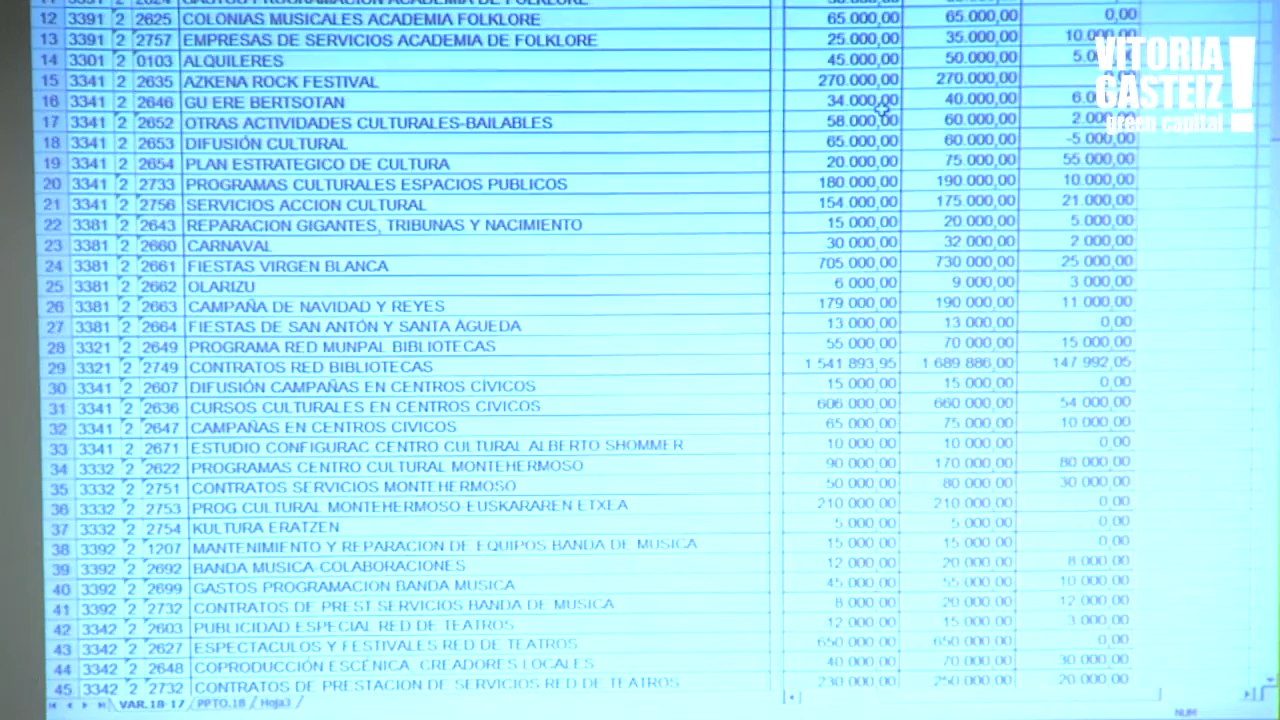 12 3391 2 2625 COLONIAS MUSICALES ACADEMIA FOLKLORE 65 000,00 65 000,00 0,00
13 3391 2 2757 EMPRESAS DE SERVICIOS ACADEMIA DE FOLKLORE 25 000,00 35 000,00 10 000,00
14 3301 2 0103 ALQUILERES 45 000,00 50 000,00
15 3341 2 2635 AZKENA ROCK FESTIVAL 270 000,00 270 000,00
16 3341 2 2646 GU ERE BERTSOTAN 34 000,00 40 000,00
17 3341 2 2652 OTRAS ACTIVIDADES CULTURALES-BAILABLES 58 000,00 60 000,00
18 3341 2 2653 DIFUSIÓN CULTURAL 65 000,00 60 000,00 -5 000,00
19 3341 2 2654 PLAN ESTRATEGICO DE CULTURA 20 000,00 75 000,00 55 000,00
20 3341 2 2733 PROGRAMAS CULTURALES ESPACIOS PUBLICOS 180 000,00 190 000,00 10.000,00
21 3341 2 2756 SERVICIOS ACCION CULTURAL 154 000,00 175 000,00 21 000,00
22 3381 2 2643 REPARACION GIGANTES, TRIBUNAS Y NACIMIENTO 15 000,00 20 000,00 5 000,00
23 3381 2 2660 CARNAVAL 30 000,00 32 000,00 2 000,00
24 3381 2 2661 FIESTAS VIRGEN BLANCA 705 000,00 730 000,00 25 000,00
25 3381 2 2662 OLARIZU 6 000,00 9 000,00 3 000,00
26 3381 2 2663 CAMPAÑA DE NAVIDAD Y REYES 179 000,00 190 000,00 11 000,00
27 3381 2 2664 FIESTAS DE SAN ANTÓN Y SANTA ÁGUEDA 13 000,00 13 000,00 0,00
28 3321 2 2649 PROGRAMA RED MUNPAL BIBLIOTECAS 55 000,00 70 000,00 15 000,00
29 3321 2 2749 CONTRATOS RED BIBLIOTECAS 1 541 893,95 1 689 886,00 147 992,05
30 3341 2 2607 DIFUSIÓN CAMPAÑAS EN CENTROS CÍVICOS 15 000,00 15 000,00 0,00
31 3341 2 2636 CURSOS CULTURALES EN CENTROS CIVICOS 606 000,00 660 000,00 54 000,00
32 3341 2 2647 CAMPAÑAS EN CENTROS CIVICOS 65 000,00 75 000,00 10 000,00
33 3341 2 2671 ESTUDIO CONFIGURAC CENTRO CULTURAL ALBERTO SHOMMER 10 000,00 10 000,00 0 00
34 3332 2 2622 PROGRAMAS CENTRO CULTURAL MONTEHERMOSO 90 000,00 170 000,00 80 000,00
35 3332 2 2751 CONTRATOS SERVICIOS MONTEHERMOSO 50 000,00 80 000,00 30 000,00
36 3332 2 2753 PROG CULTURAL MONTEHERMOSO EUSKARAREN ETXEA 210 000,00 210 000,00 0 00
37 3332 2 2754 KULTURA ERATZEN 5 000,00 5 000,00 0 00
38 3392 2 1207 MANTENIMIENTO Y REPARACION DE EQUIPOS BANDA DE MUSICA 15 000 00 15 000,00 0 00
39 3392 2 2692 BANDA MUSICA COLABORACIONES 12 000 00 20 000 00 8 000 00
40 3392 2 2699 GASTOS PROGRAMACION BANDA MUSICA 45 000 00 55 000 00 10 000 00
41 3392 2 2732 CONTRATOS DE PREST SERVICIOS BANDA DE MUSICA 8 000 00 20 000 00 12 000 00
42 3342 2 2603 PUBLICIDAD ESPECIAL RED DE TEATROS 12 000 00 15 000 00 3 000 00
43 3342 2 2627 ESPECTACULOS Y FESTIVALES RED DE TEATROS 650 000 00 650 000 00 0 00
44 3342 2 2648 COPRODUCCIÓN ESCÉNICA, CREADORES LOCALES 40 000 00 70 000 00 30 000 00
45 3342 2 2732 CONTRATOS DE PRESTACION DE SERVICIOS RED DE TEATROS 230 000 00 250 000 00 20 000 00
VAR.18-17 PPTO.18 Hoja3
NUM
VITORIA
GASTEIZ
green capital